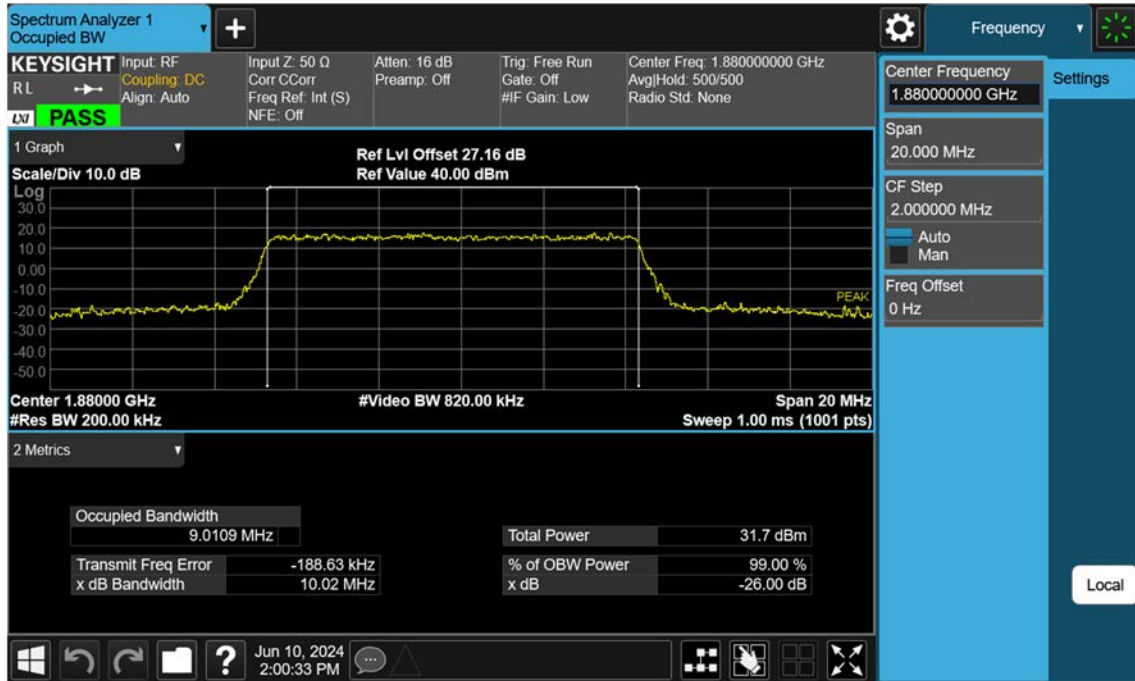 Spectrum Analyzer 1
Occupied BW
+
Frequency
KEYSIGHT
R L
LXI PASS
Input: RF
Coupling: DC
Align: Auto
Input Z: 50 Ω
Corr CCorr
Freq Ref: Int (S)
NFE: Off
Atten: 16 dB
Preamp: Off
Trig: Free Run
Gate: Off
#IF Gain: Low
Center Freq: 1.880000000 GHz
Avg|Hold: 500/500
Radio Std: None
1 Graph
Scale/Div 10.0 dB
Ref Lvl Offset 27.16 dB
Ref Value 40.00 dBm
Log
30.0
20.0
10.0
0.00
-10.0
-20.0
-30.0
-40.0
-50.0
PEAK
Center 1.88000 GHz
#Video BW 820.00 kHz
Span 20 MHz
#Res BW 200.00 kHz
Sweep 1.00 ms (1001 pts)
2 Metrics
Occupied Bandwidth
9.0109 MHz
Total Power 31.7 dBm
Transmit Freq Error -188.63 kHz
% of OBW Power 99.00 %
x dB Bandwidth 10.02 MHz
x dB -26.00 dB
Center Frequency
1.880000000 GHz
Settings
Span
20.000 MHz
CF Step
2.000000 MHz
Auto
Man
Freq Offset
0 Hz
Local
?
Jun 10, 2024
2:00:33 PM